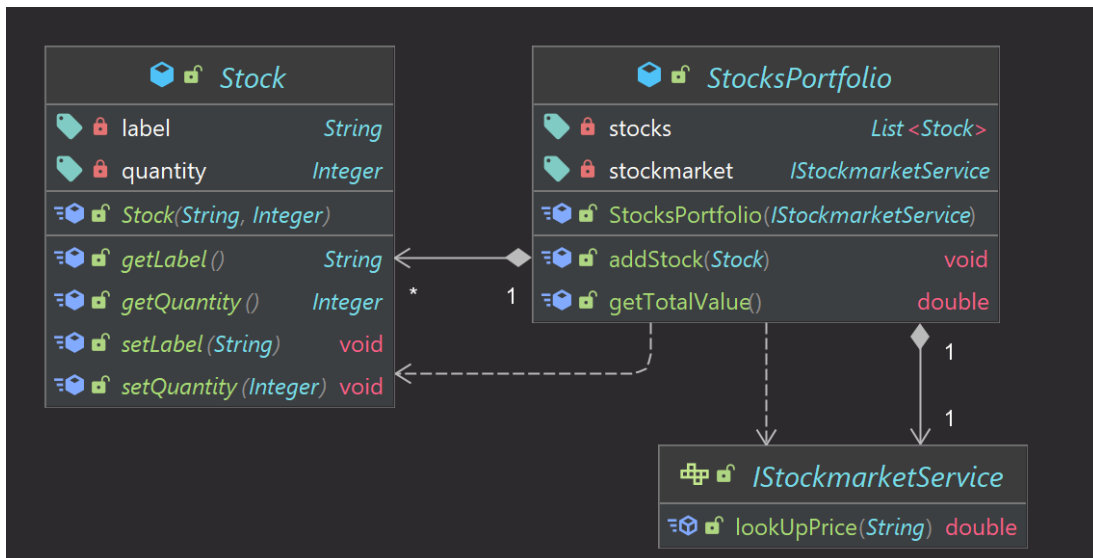 Stock
label String
quantity Integer
Stock(String, Integer)
getLabel() String
getQuantity() Integer
setLabel(String) void
setQuantity(Integer) void
StocksPortfolio
stocks List<Stock>
stockmarket IStockmarketService
StocksPortfolio(IStockmarketService)
addStock(Stock) void
getTotalValue() double
* 1
1
1
IStockmarketService
lookUpPrice(String) double